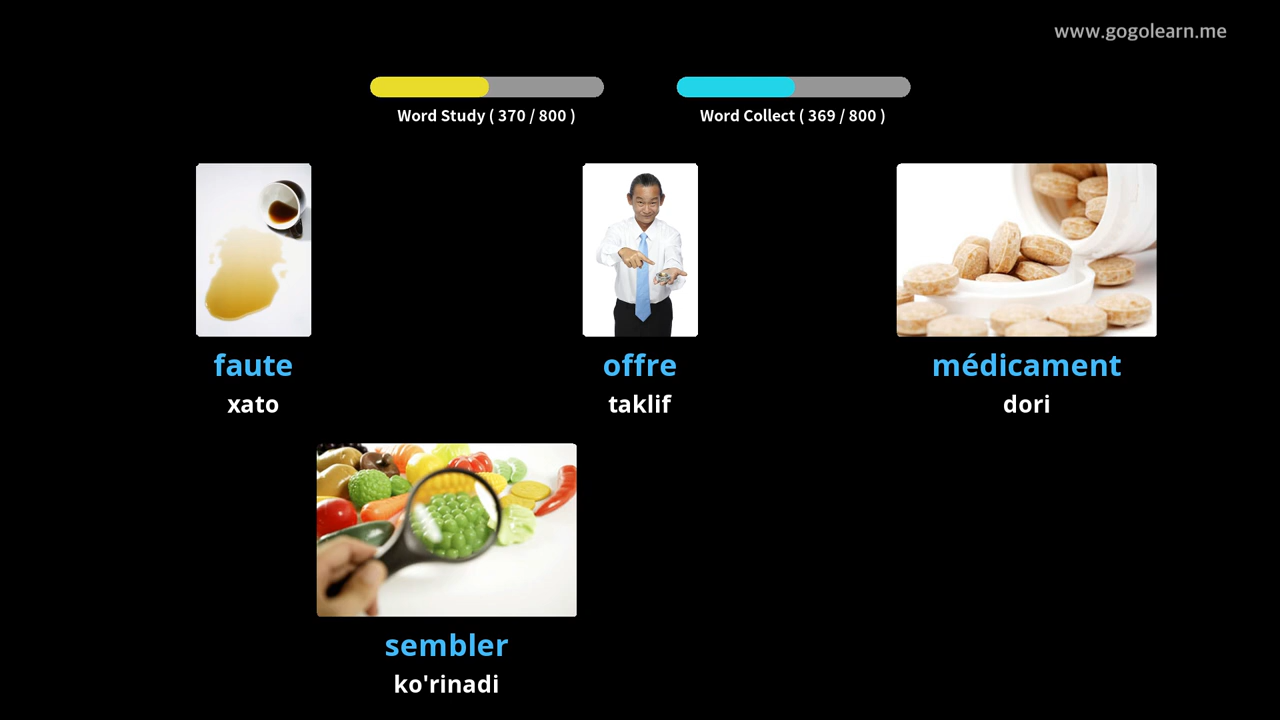 www.gogolearn.me
Word Study ( 370 / 800 )
Word Collect ( 369 / 800 )
faute
xato
offre
taklif
médicament
dori
sembler
ko'rinadi